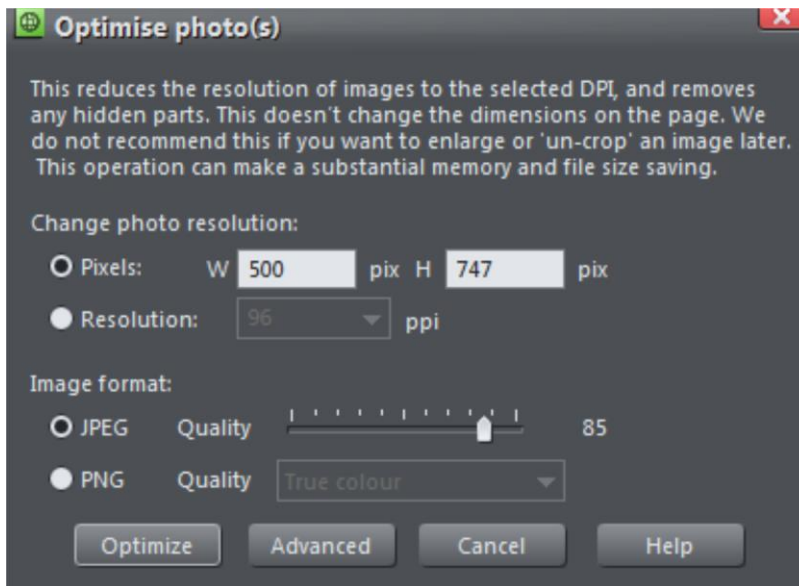 Optimise photo(s)
This reduces the resolution of images to the selected DPI, and removes
any hidden parts. This doesn't change the dimensions on the page. We
do not recommend this if you want to enlarge or 'un-crop' an image later.
This operation can make a substantial memory and file size saving.
Change photo resolution:
Pixels: W 500 pix H 747 pix
Resolution: 96 ppi
Image format:
JPEG Quality 85
PNG Quality True colour
Optimize Advanced Cancel Help